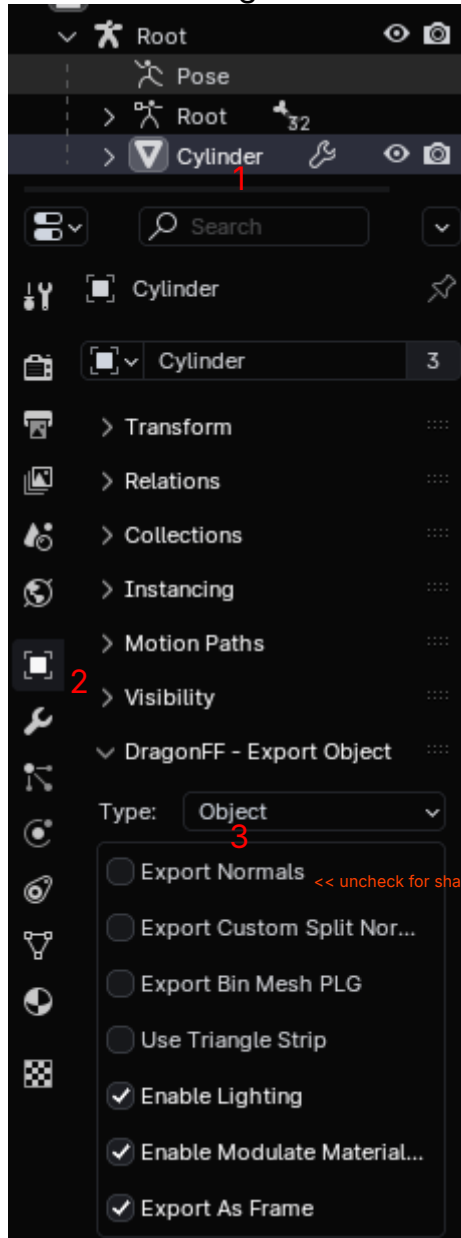 Root
Pose
Root 32
Cylinder
1
Search
Cylinder
Cylinder 3
Transform
Relations
Collections
Instancing
Motion Paths
2
Visibility
DragonFF - Export Object
Type: Object
3
Export Normals << uncheck for sha
Export Custom Split Nor...
Export Bin Mesh PLG
Use Triangle Strip
Enable Lighting
Enable Modulate Material...
Export As Frame